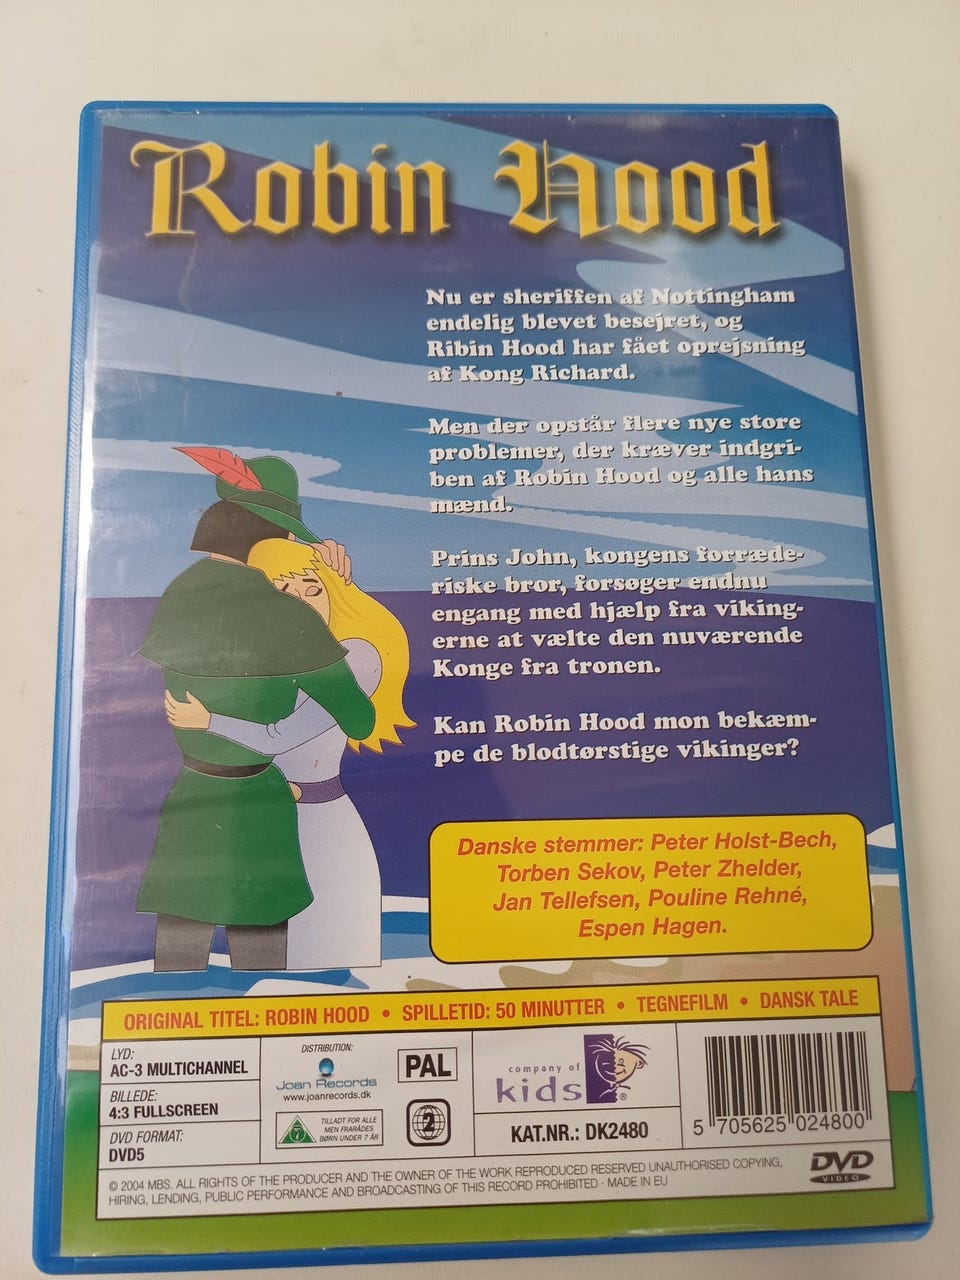 Robin Hood
Nu er sheriffen af Nottingham
endelig blevet besejret, og
Ribin Hood har fået oprejsning
af Kong Richard.
Men der opstår flere nye store
problemer, der kræver indgri-
ben af Robin Hood og alle hans
mænd.
Prins John, kongens forræde-
riske bror, forsøger endnu
engang med hjælp fra viking-
erne at vælte den nuværende
Konge fra tronen.
Kan Robin Hood mon bekæm-
pe de blodtørstige vikinger?
Danske stemmer: Peter Holst-Bech,
Torben Sekov, Peter Zhelder,
Jan Tellefsen, Pouline Rehné,
Espen Hagen.
ORIGINAL TITEL: ROBIN HOOD • SPILLETID: 50 MINUTTER • TEGNEFILM • DANSK TALE
LYD:
AC-3 MULTICHANNEL
BILLEDE:
4:3 FULLSCREEN
DVD FORMAT:
DVD5
DISTRIBUTION:
Joan Records
www.joanrecords.dk
PAL
7
TILLADT FOR ALLE
MEN FRARÅDES
BØRN UNDER 7 ÅR
2
company of
kids
®
KAT.NR.: DK2480
5 705625 024800
© 2004 MBS. ALL RIGHTS OF THE PRODUCER AND THE OWNER OF THE WORK REPRODUCED RESERVED UNAUTHORISED COPYING,
HIRING, LENDING, PUBLIC PERFORMANCE AND BROADCASTING OF THIS RECORD PROHIBITED · MADE IN EU
DVD
VIDEO